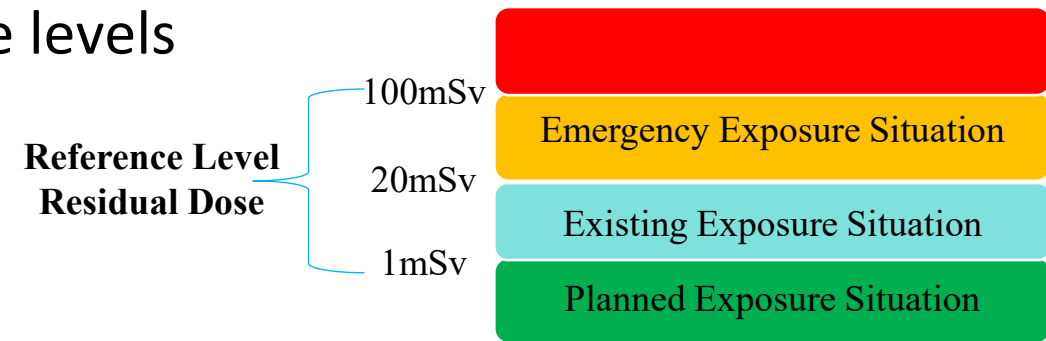 e levels
100mSv
Emergency Exposure Situation
Reference Level
Residual Dose
20mSv
Existing Exposure Situation
1mSv
Planned Exposure Situation